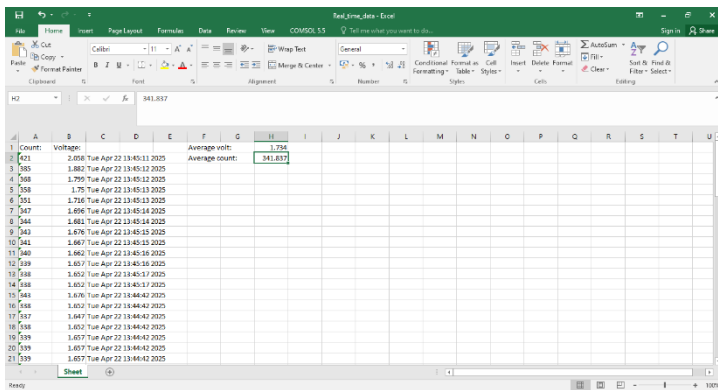 Real_time_data - Excel
File Home Insert Page Layout Formulas Data Review View COMSOL 5.5 Tell me what you want to do... Sign in Share
Paste Cut Copy Format Painter Clipboard
Calibri 11 B I U Font
Wrap Text Merge & Center Alignment
General % Number
Conditional Formatting Format as Table Cell Styles Styles
Insert Delete Format Cells
AutoSum Fill Clear Sort & Filter Find & Select Editing
H2 fx 341.837
A B C D E F G H I J K L M N O P Q R S T U
1 Count: Voltage: Average volt: 1.734
2 421 2.058 Tue Apr 22 13:45:11 2025 Average count: 341.837
3 385 1.882 Tue Apr 22 13:45:12 2025
4 368 1.799 Tue Apr 22 13:45:12 2025
5 358 1.75 Tue Apr 22 13:45:13 2025
6 351 1.716 Tue Apr 22 13:45:13 2025
7 347 1.696 Tue Apr 22 13:45:14 2025
8 344 1.681 Tue Apr 22 13:45:14 2025
9 343 1.676 Tue Apr 22 13:45:15 2025
10 341 1.667 Tue Apr 22 13:45:15 2025
11 340 1.662 Tue Apr 22 13:45:16 2025
12 339 1.657 Tue Apr 22 13:45:16 2025
13 338 1.652 Tue Apr 22 13:45:17 2025
14 338 1.652 Tue Apr 22 13:45:17 2025
15 343 1.676 Tue Apr 22 13:44:42 2025
16 338 1.652 Tue Apr 22 13:44:42 2025
17 337 1.647 Tue Apr 22 13:44:42 2025
18 338 1.652 Tue Apr 22 13:44:42 2025
19 339 1.657 Tue Apr 22 13:44:42 2025
20 339 1.657 Tue Apr 22 13:44:42 2025
21 339 1.657 Tue Apr 22 13:44:42 2025
Sheet
Ready 100%